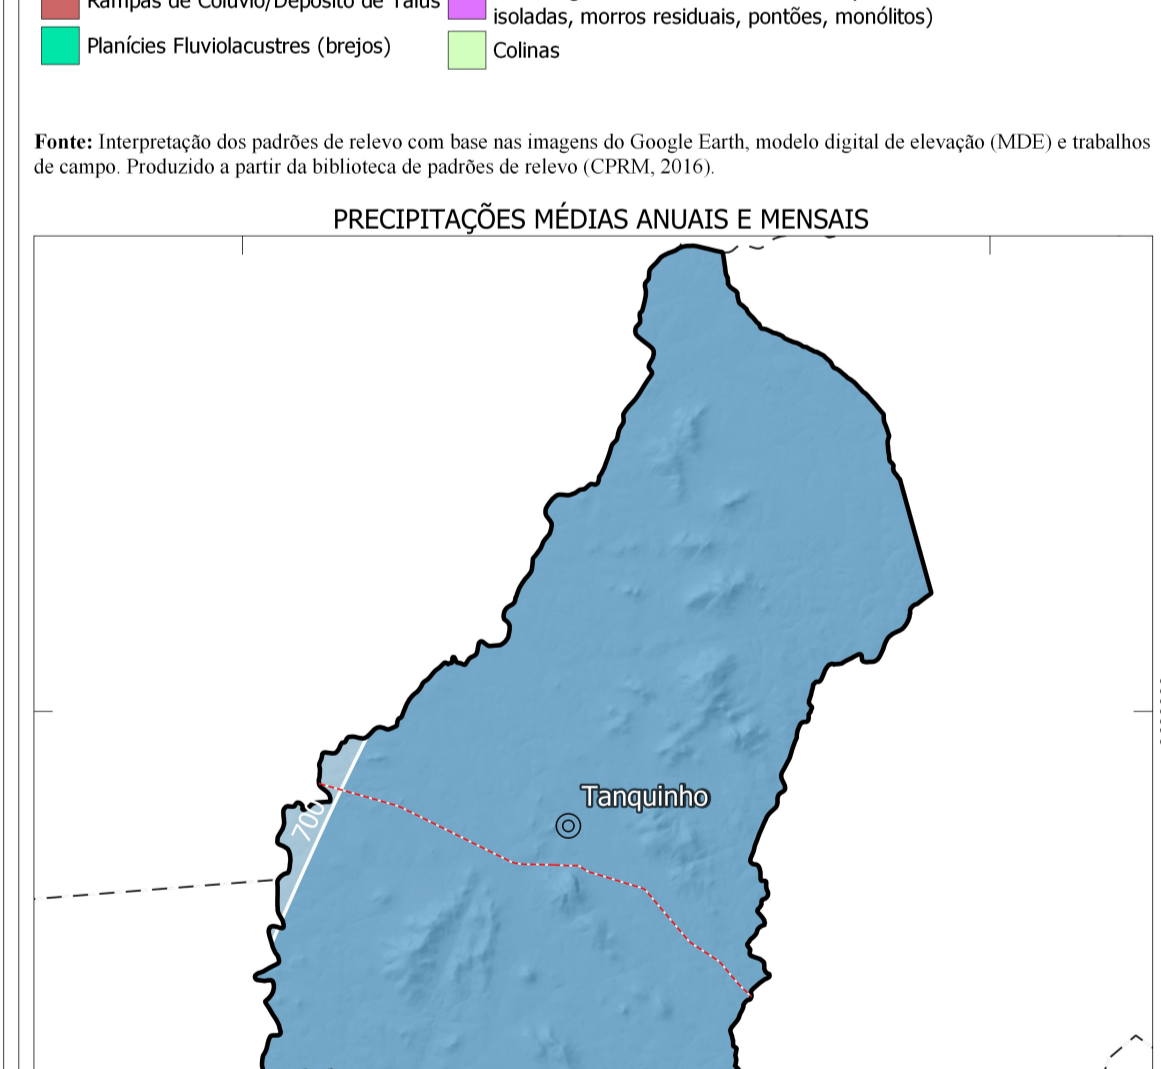 Rampas de Colúvio/Depósito de Tálus
isoladas, morros residuais, pontões, monólitos)
Planícies Fluviolacustres (brejos)
Colinas
Fonte: Interpretação dos padrões de relevo com base nas imagens do Google Earth, modelo digital de elevação (MDE) e trabalhos
de campo. Produzido a partir da biblioteca de padrões de relevo (CPRM, 2016).
PRECIPITAÇÕES MÉDIAS ANUAIS E MENSAIS
Tanquinho
700